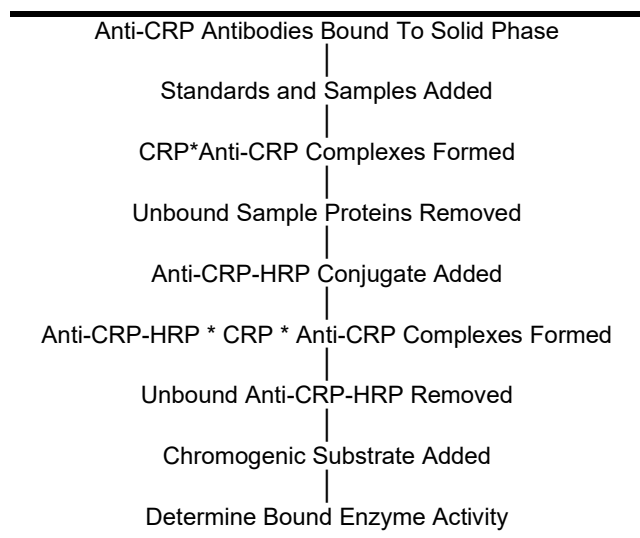 Anti-CRP Antibodies Bound To Solid Phase
Standards and Samples Added
CRP*Anti-CRP Complexes Formed
Unbound Sample Proteins Removed
Anti-CRP-HRP Conjugate Added
Anti-CRP-HRP * CRP * Anti-CRP Complexes Formed
Unbound Anti-CRP-HRP Removed
Chromogenic Substrate Added
Determine Bound Enzyme Activity